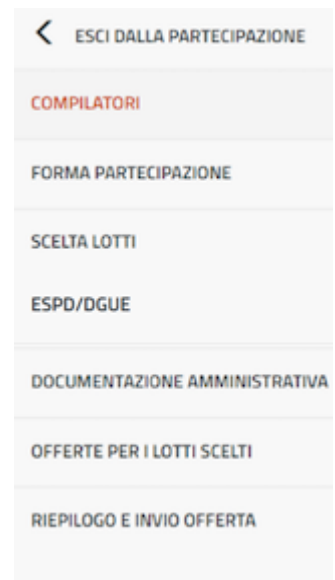 ESCI DALLA PARTECIPAZIONE
COMPILATORI
FORMA PARTECIPAZIONE
SCELTA LOTTI
ESPD/DGUE
DOCUMENTAZIONE AMMINISTRATIVA
OFFERTE PER I LOTTI SCELTI
RIEPILOGO E INVIO OFFERTA